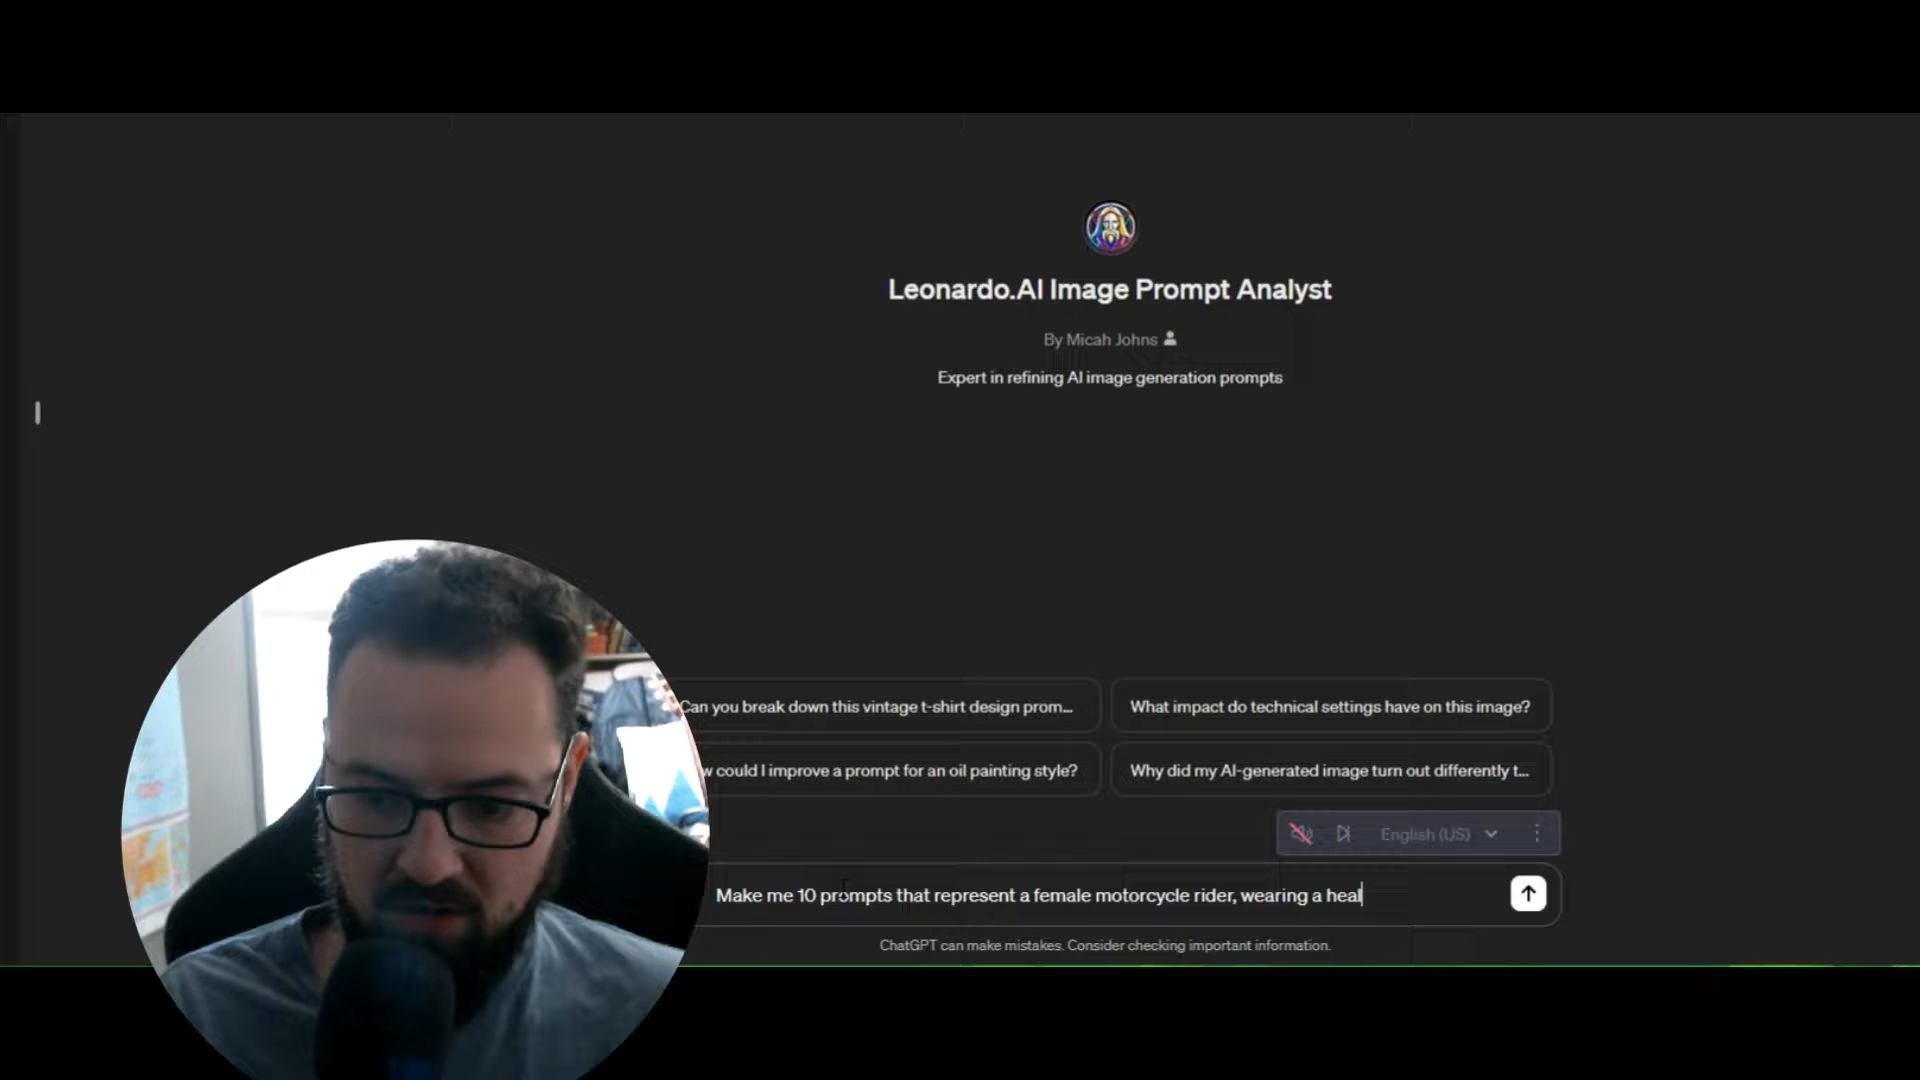 Leonardo.AI Image Prompt Analyst
By Micah Johns
Expert in refining AI image generation prompts
Can you break down this vintage t-shirt design prom...
What impact do technical settings have on this image?
could I improve a prompt for an oil painting style?
Why did my AI-generated image turn out differently t...
English (US)
Make me 10 prompts that represent a female motorcycle rider, wearing a heal
ChatGPT can make mistakes. Consider checking important information.